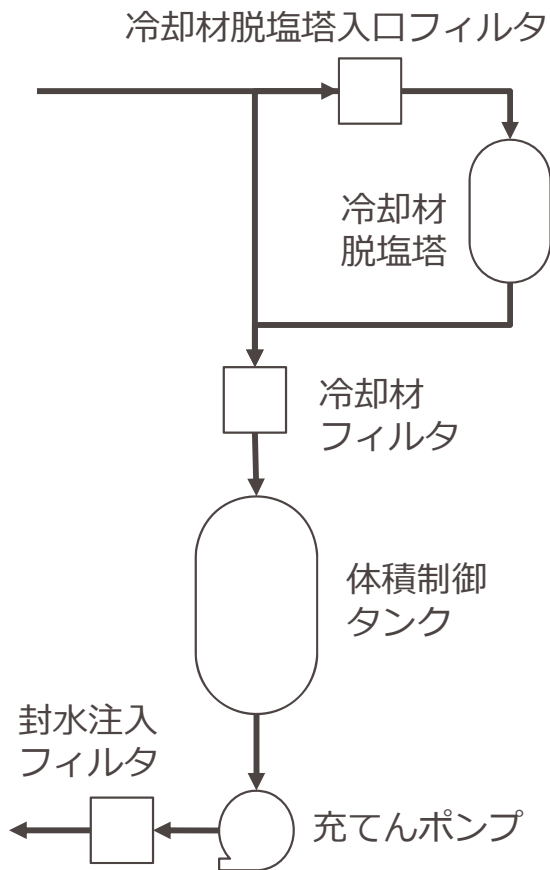 冷却材脱塩塔入口フィルタ
冷却材
脱塩塔
冷却材
フィルタ
体積制御
タンク
封水注入
フィルタ
充てんポンプ